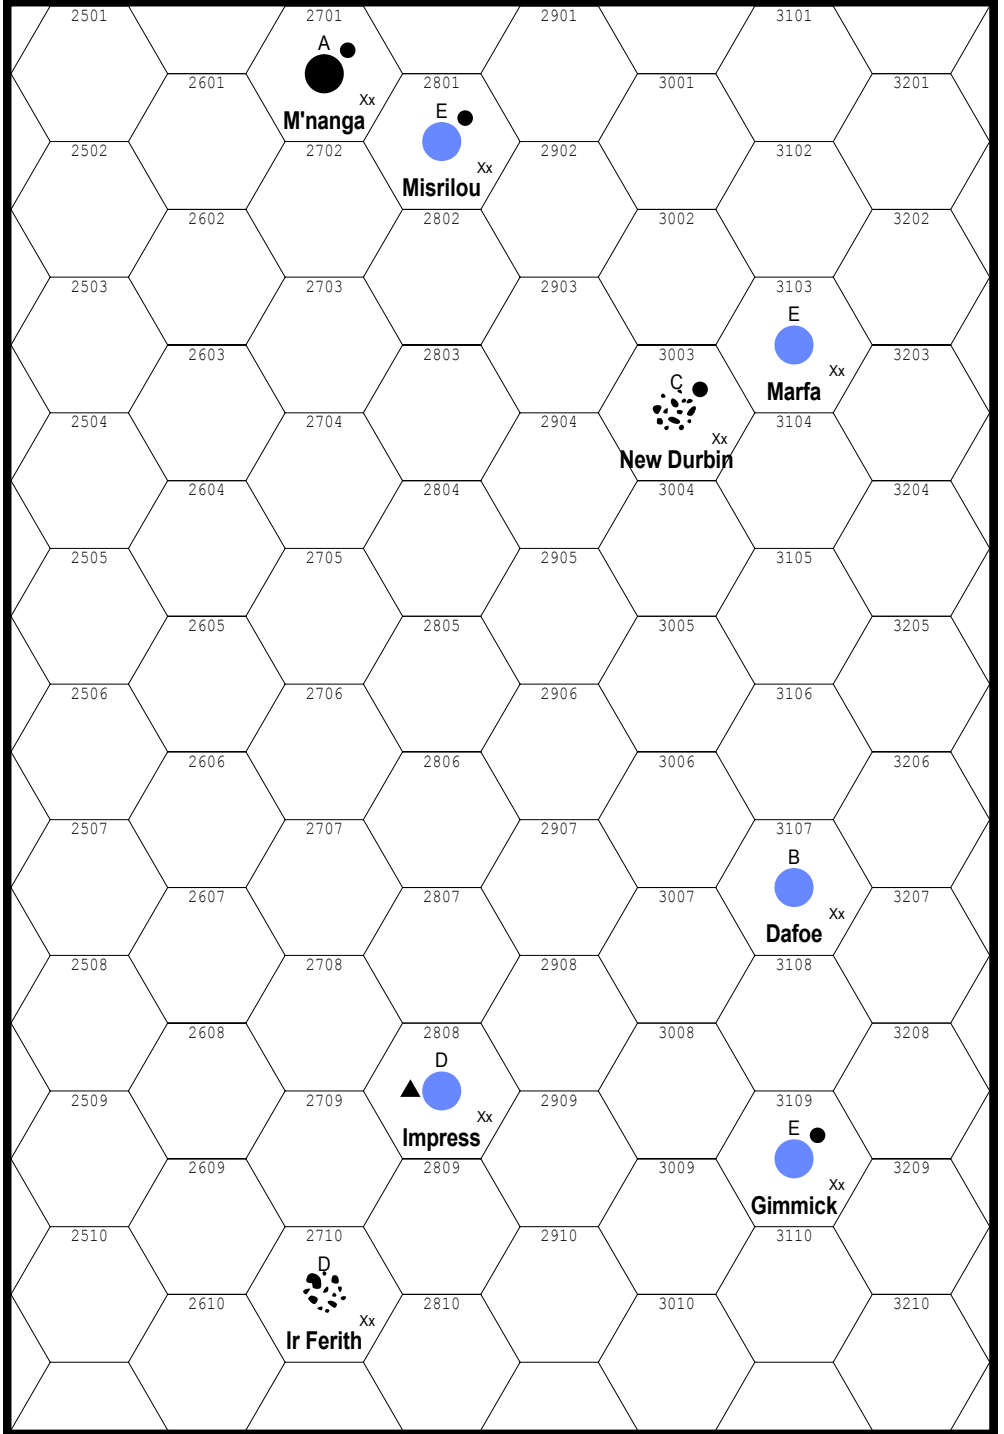 2501 2701 2901 3101
A
2601 2801 3001 3201
Xx
E
M'nanga
2502 2702 2902 3102
Xx
Misrilou
2602 2802 3002 3202
2503 2703 2903 3103
E
2603 2803 3003 3203
Xx
C
Marfa
2504 2704 2904 3104
Xx
New Durbin
2604 2804 3004 3204
2505 2705 2905 3105
2605 2805 3005 3205
2506 2706 2906 3106
2606 2806 3006 3206
2507 2707 2907 3107
B
2607 2807 3007 3207
Xx
Dafoe
2508 2708 2908 3108
2608 2808 3008 3208
D
2509 2709 2909 3109
Xx
E
Impress
2609 2809 3009 3209
Xx
Gimmick
2510 2710 2910 3110
D
2610 2810 3010 3210
Xx
Ir Ferith